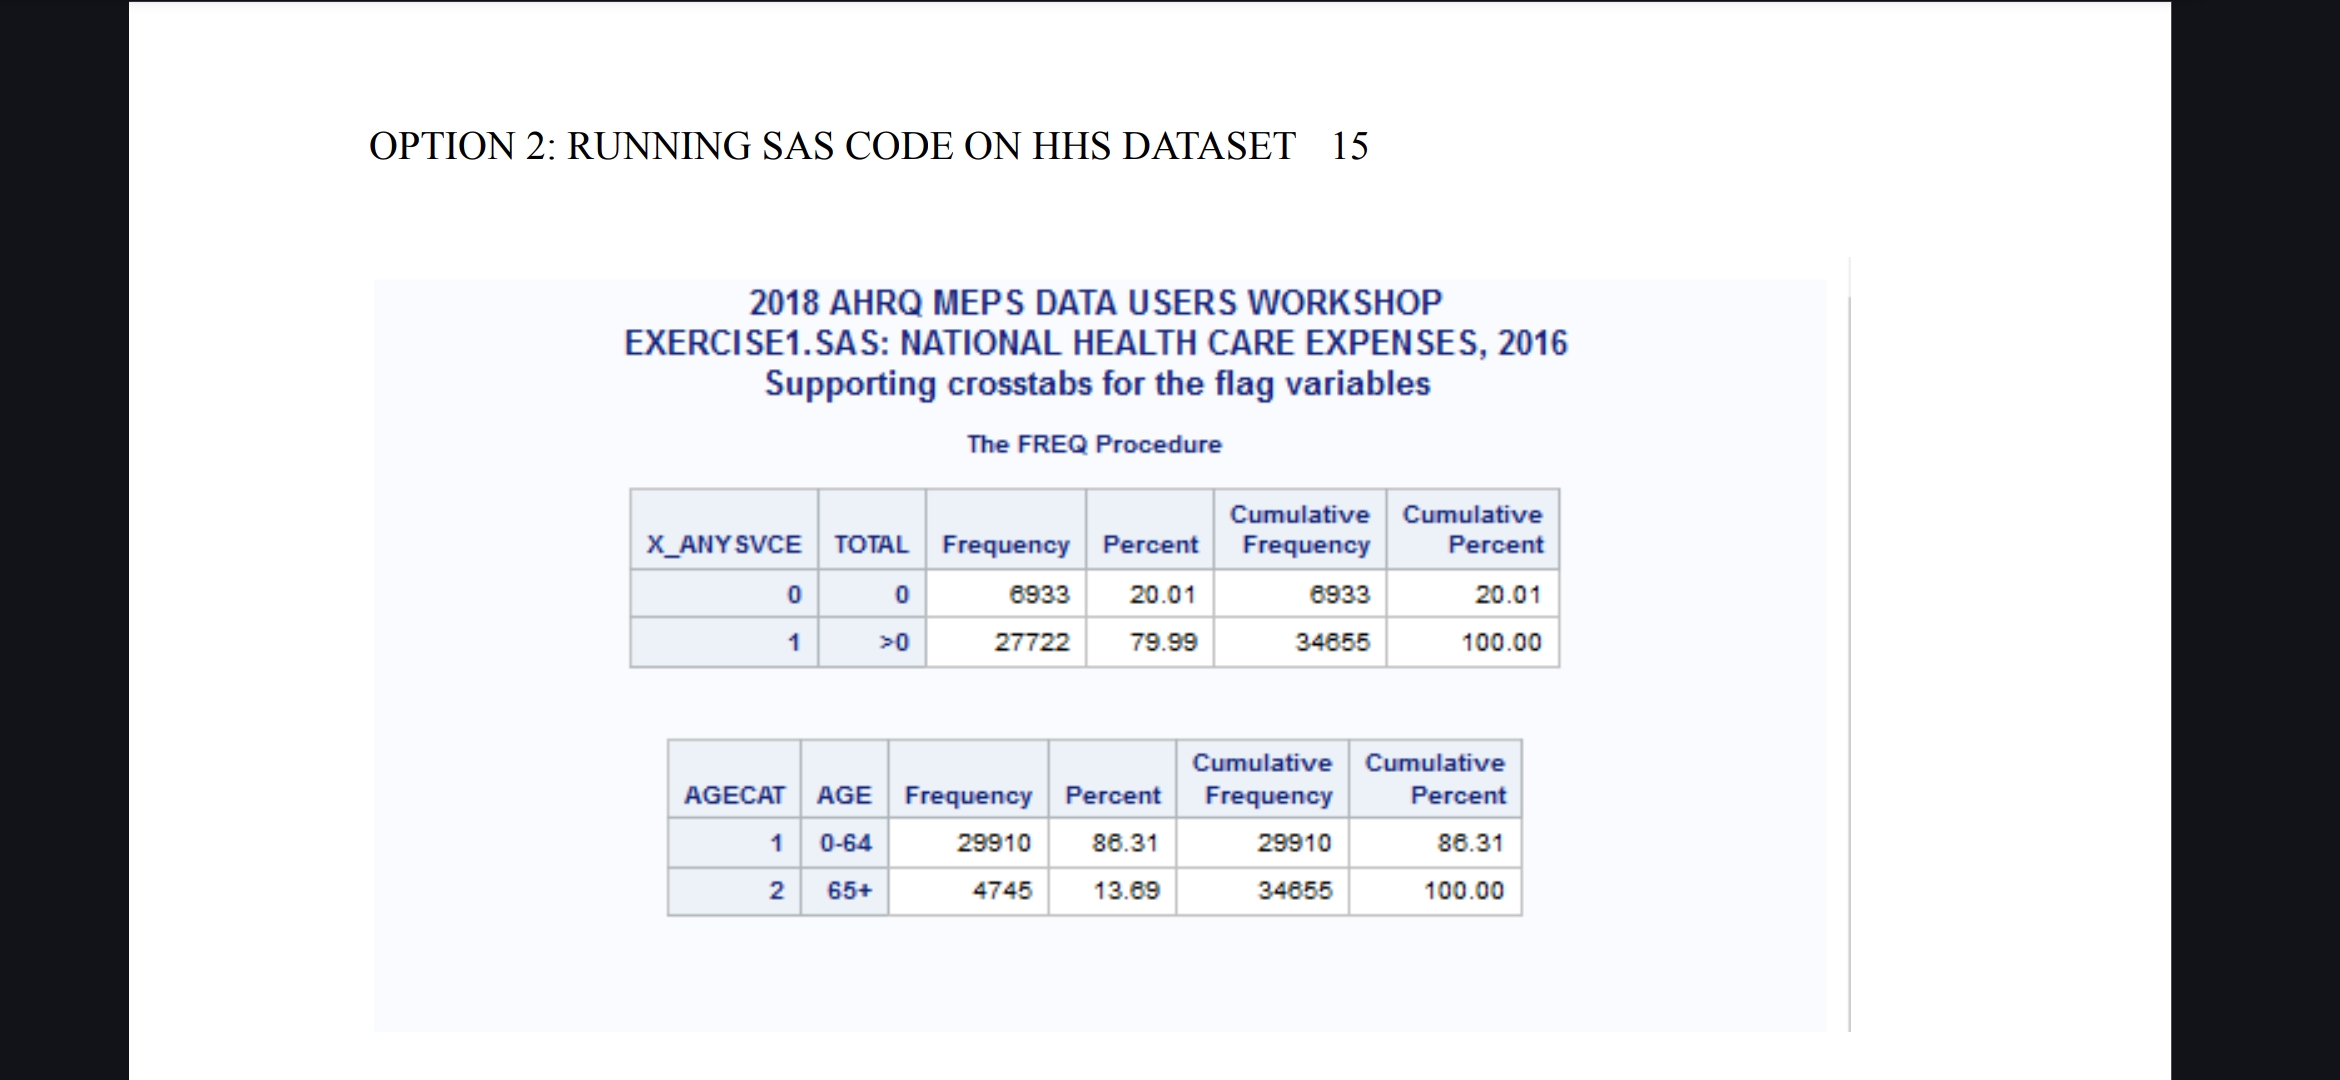 OPTION 2: RUNNING SAS CODE ON HHS DATASET 15
2018 AHRQ MEPS DATA USERS WORKSHOP
EXERCISE1.SAS: NATIONAL HEALTH CARE EXPENSES, 2016
Supporting crosstabs for the flag variables
The FREQ Procedure
X_ANYSVCE TOTAL Frequency Percent Cumulative Frequency Cumulative Percent
0 0 6933 20.01 6933 20.01
1 >0 27722 79.99 34655 100.00
AGECAT AGE Frequency Percent Cumulative Frequency Cumulative Percent
1 0-64 29910 86.31 29910 86.31
2 65+ 4745 13.69 34655 100.00